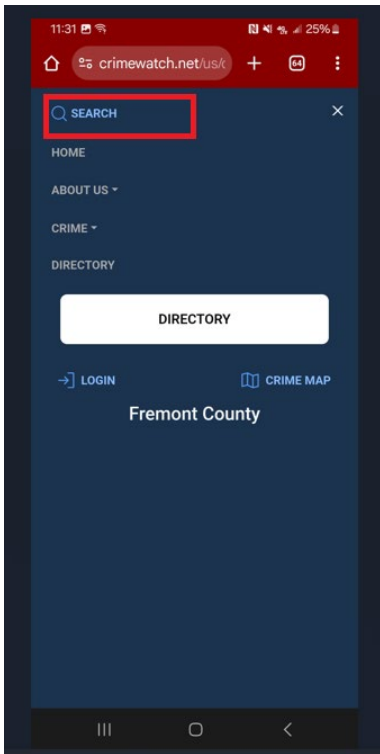 11:31 25%
crimewatch.net/us/c 64
SEARCH
HOME
ABOUT US
CRIME
DIRECTORY
DIRECTORY
LOGIN CRIME MAP
Fremont County